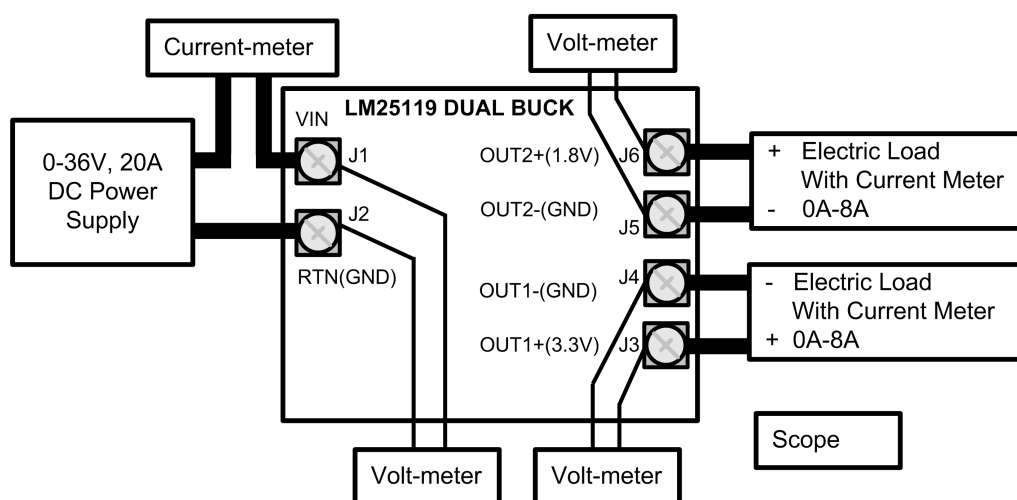 Current-meter
Volt-meter
LM25119 DUAL BUCK
VIN
0-36V, 20A
DC Power
Supply
J1
J2
RTN(GND)
OUT2+(1.8V)
J6
OUT2-(GND)
J5
OUT1-(GND)
J4
OUT1+(3.3V)
J3
+ Electric Load
With Current Meter
- 0A-8A
- Electric Load
With Current Meter
+ 0A-8A
Scope
Volt-meter
Volt-meter